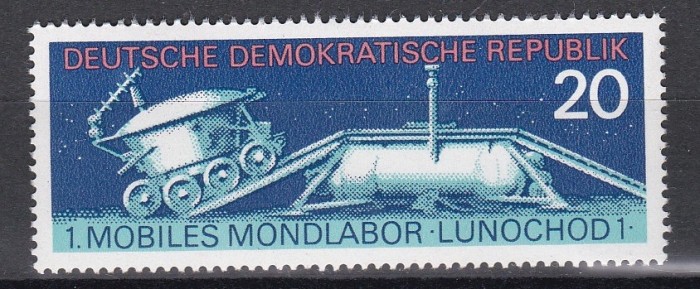 DEUTSCHE DEMOKRATISCHE REPUBLIK
20
1. MOBILES MONDLABOR · LUNOCHOD 1 ·